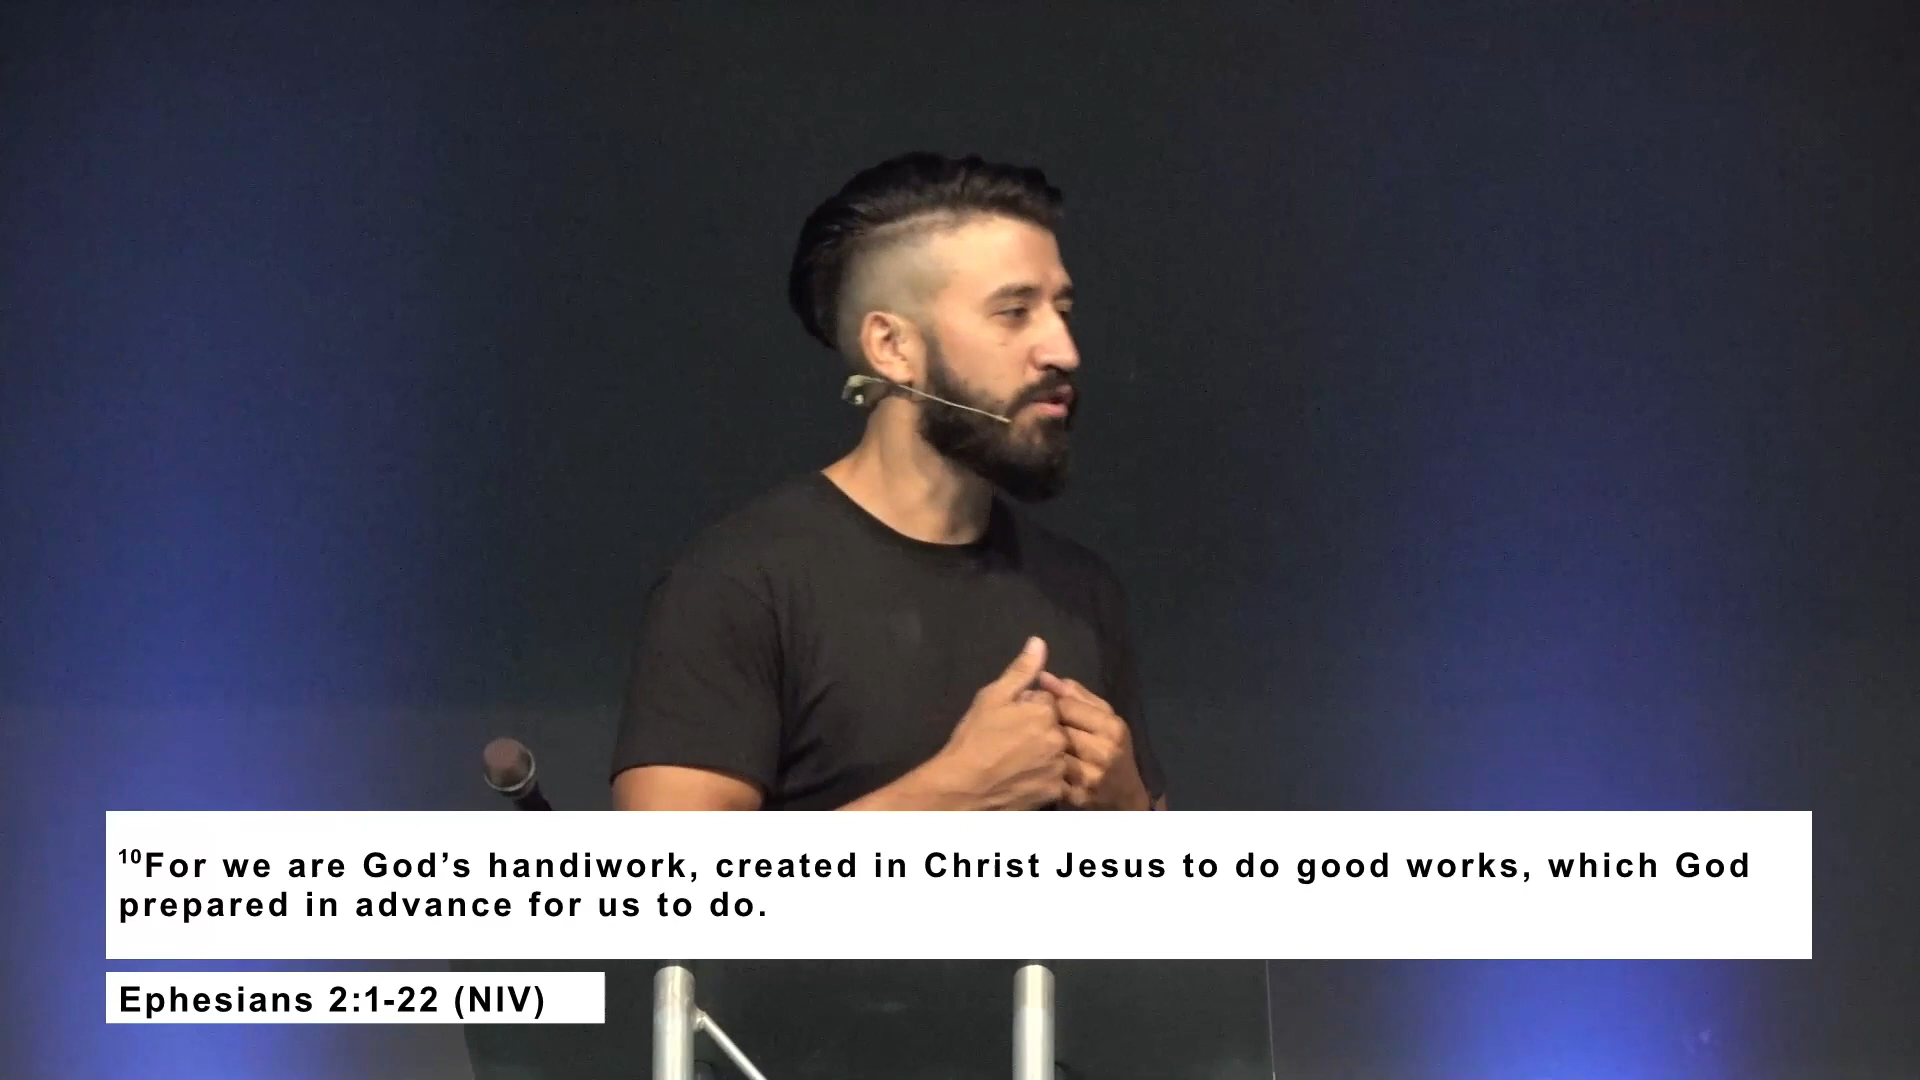 ¹⁰For we are God’s handiwork, created in Christ Jesus to do good works, which God
prepared in advance for us to do.
Ephesians 2:1-22 (NIV)